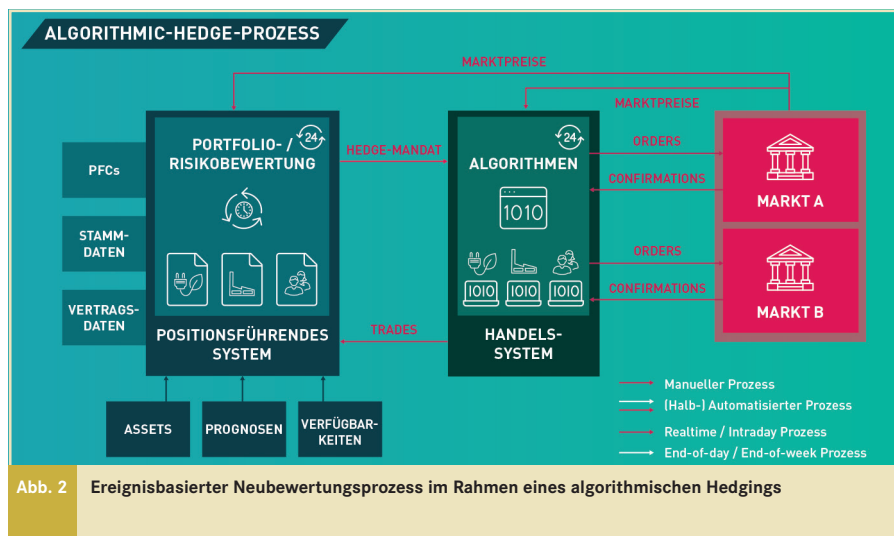 ALGORITHMIC-HEDGE-PROZESS
MARKTPREISE
MARKTPREISE
PFCs
STAMM-
DATEN
VERTRAGS-
DATEN
24
PORTFOLIO- /
RISIKOBEWERTUNG
POSITIONSFÜHRENDES
SYSTEM
HEDGE-MANDAT
TRADES
24
ALGORITHMEN
1010
1010 1010 1010
HANDELS-
SYSTEM
ORDERS
CONFIRMATIONS
ORDERS
CONFIRMATIONS
MARKT A
MARKT B
ASSETS
PROGNOSEN
VERFÜGBAR-
KEITEN
Manueller Prozess
(Halb-) Automatisierter Prozess
Realtime / Intraday Prozess
End-of-day / End-of-week Prozess
Abb. 2 Ereignisbasierter Neubewertungsprozess im Rahmen eines algorithmischen Hedgings